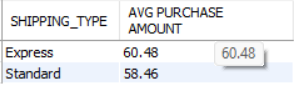 SHIPPING_TYPE AVG PURCHASE AMOUNT
Express 60.48 60.48
Standard 58.46